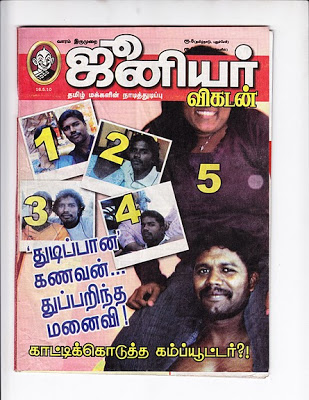 வாரம் இருமுறை
ஜூனியர்
விகடன்
தமிழ் மக்களின் நாடித்துடிப்பு
1
2
3
4
5
'துடிப்பான'
கணவன்...
துப்பறிந்த
மனைவி!
காட்டிக்கொடுத்த கம்ப்யூட்டர்?!